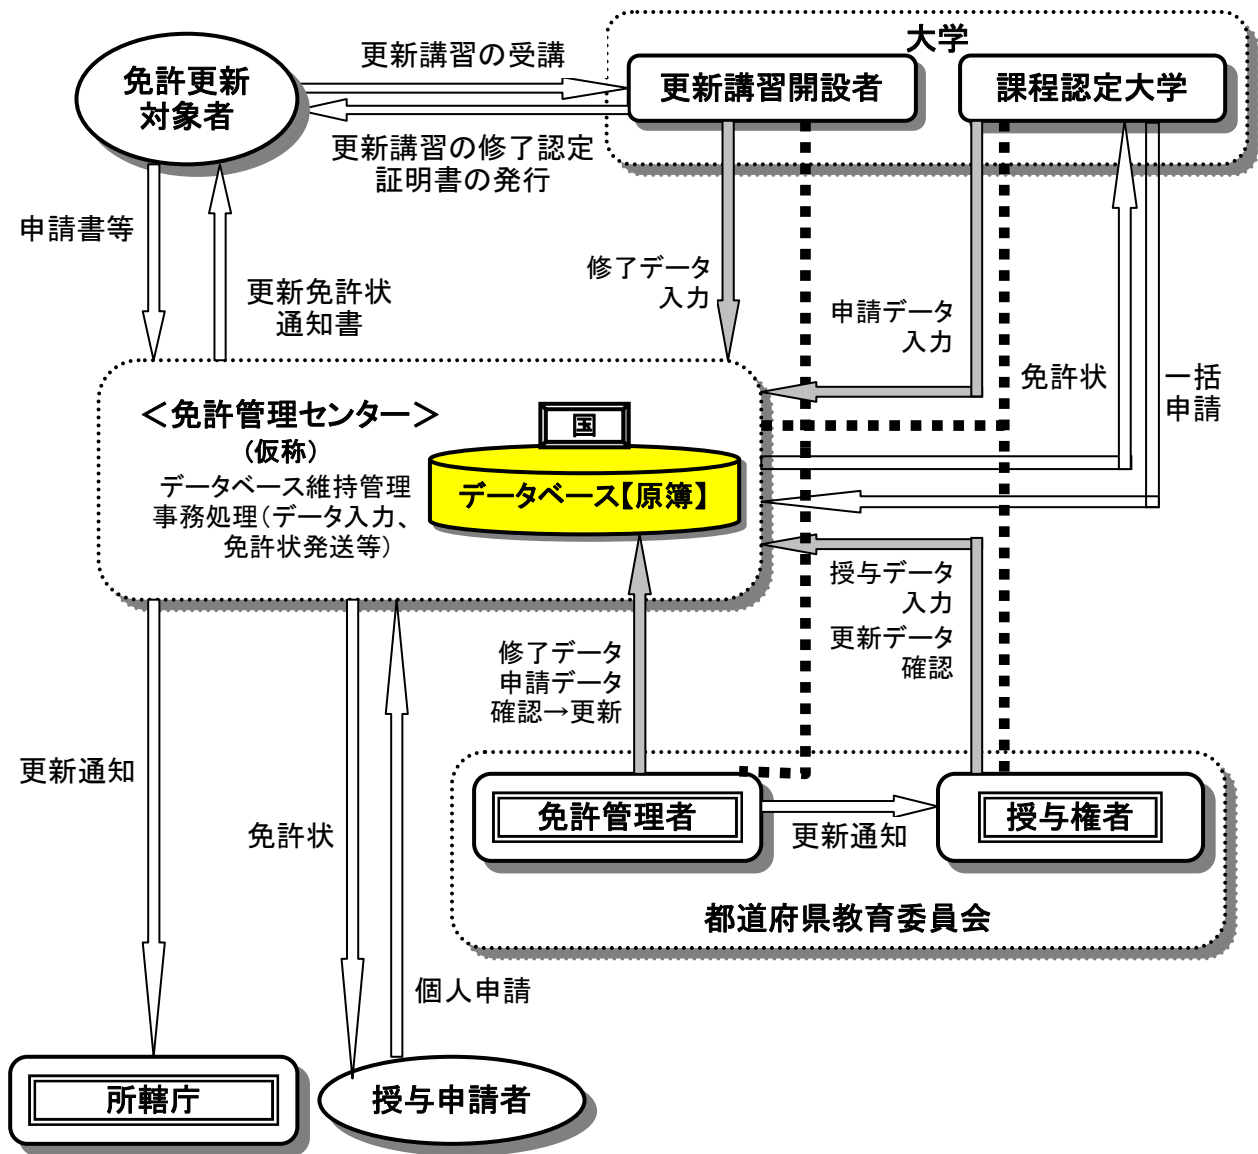 大学
更新講習の受講
免許更新
対象者
更新講習開設者
課程認定大学
更新講習の修了認定
証明書の発行
申請書等
更新免許状
通知書
修了データ
入力
申請データ
入力
免許状
一括
申請
＜免許管理センター＞
(仮称)
データベース維持管理
事務処理(データ入力、
免許状発送等)
国
データベース【原簿】
授与データ
入力
更新データ
確認
修了データ
申請データ
確認→更新
更新通知
免許状
免許管理者
更新通知
授与権者
都道府県教育委員会
個人申請
所轄庁
授与申請者